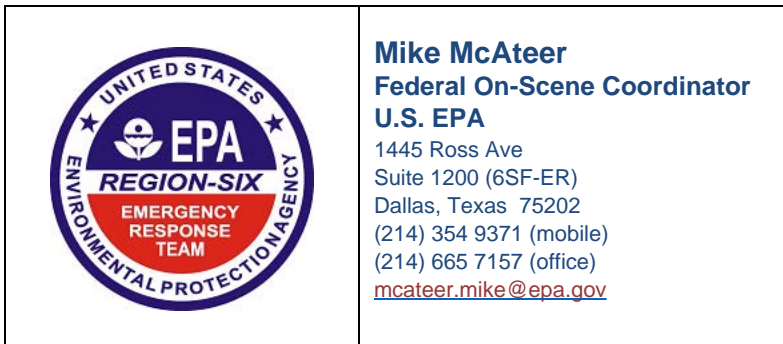 UNITED STATES
EPA
REGION-SIX
EMERGENCY
RESPONSE
TEAM
ENVIRONMENTAL PROTECTION AGENCY
Mike McAteer
Federal On-Scene Coordinator
U.S. EPA
1445 Ross Ave
Suite 1200 (6SF-ER)
Dallas, Texas 75202
(214) 354 9371 (mobile)
(214) 665 7157 (office)
mcateer.mike@epa.gov